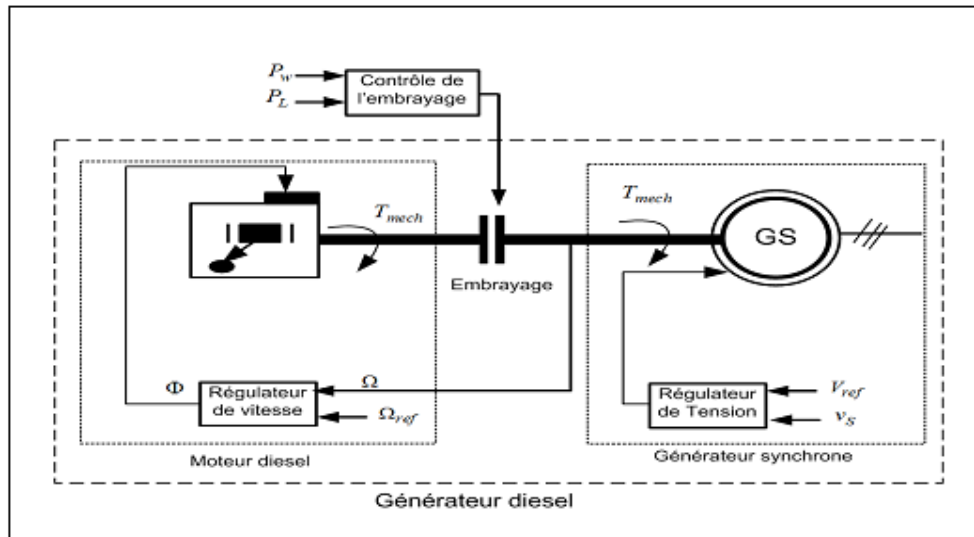 P_w
P_L
Contrôle de
l'embrayage
T_mech
T_mech
GS
Embrayage
Φ
Régulateur
de vitesse
Ω
Ω_ref
Régulateur
de Tension
V_ref
v_S
Moteur diesel
Générateur synchrone
Générateur diesel